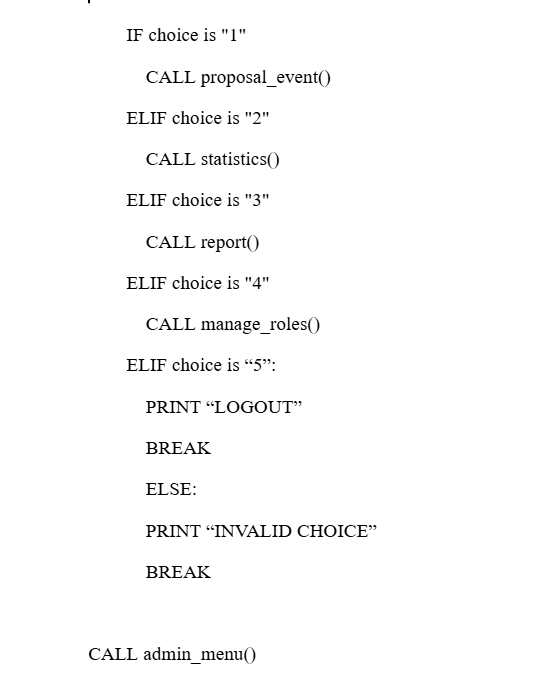 IF choice is "1"
CALL proposal_event()
ELIF choice is "2"
CALL statistics()
ELIF choice is "3"
CALL report()
ELIF choice is "4"
CALL manage_roles()
ELIF choice is “5”:
PRINT “LOGOUT”
BREAK
ELSE:
PRINT “INVALID CHOICE”
BREAK
CALL admin_menu()